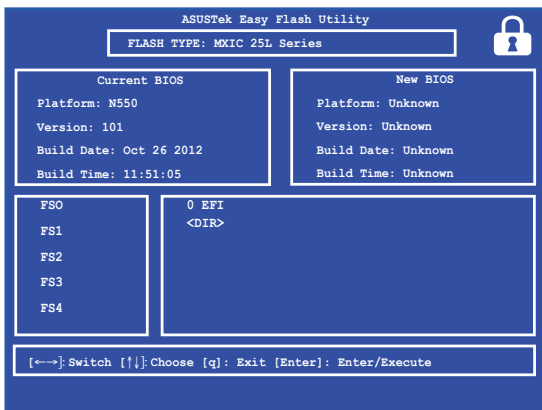 ASUSTek Easy Flash Utility
FLASH TYPE: MXIC 25L Series
Current BIOS
Platform: N550
Version: 101
Build Date: Oct 26 2012
Build Time: 11:51:05
New BIOS
Platform: Unknown
Version: Unknown
Build Date: Unknown
Build Time: Unknown
FSO
FS1
FS2
FS3
FS4
0 EFI
<DIR>
[←→]: Switch [↑↓]: Choose [q]: Exit [Enter]: Enter/Execute